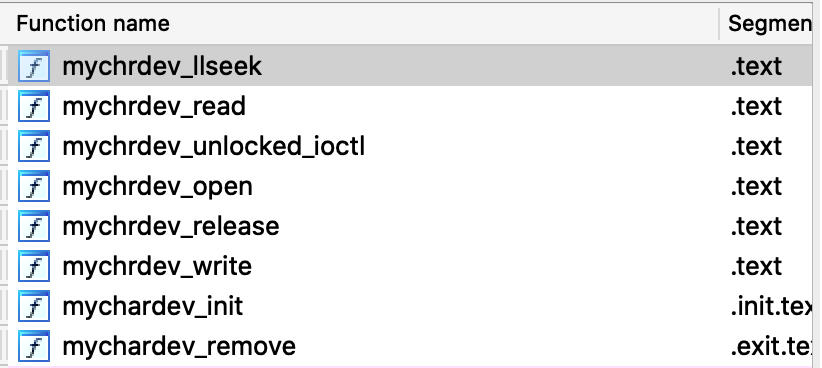 Function name Segmen
mychrdev_llseek .text
mychrdev_read .text
mychrdev_unlocked_ioctl .text
mychrdev_open .text
mychrdev_release .text
mychrdev_write .text
mychardev_init .init.tex
mychardev_remove .exit.te